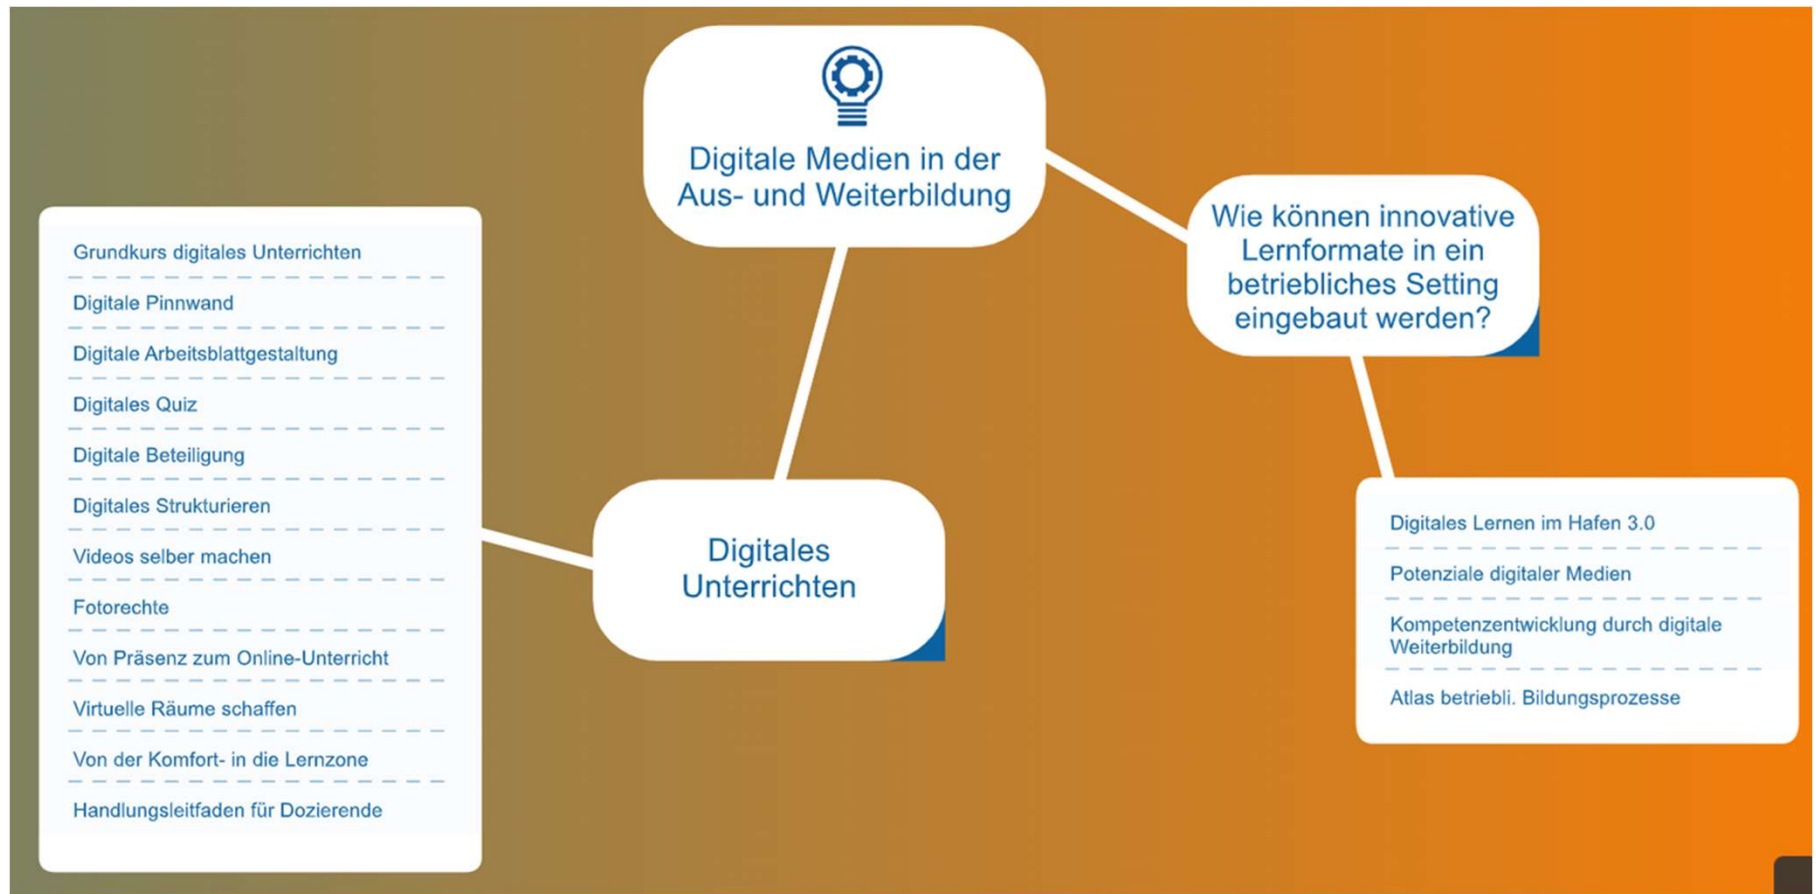 Digitale Medien in der
Aus- und Weiterbildung
Wie können innovative
Lernformate in ein
betriebliches Setting
eingebaut werden?
Grundkurs digitales Unterrichten
Digitale Pinnwand
Digitale Arbeitsblattgestaltung
Digitales Quiz
Digitale Beteiligung
Digitales Strukturieren
Videos selber machen
Fotorechte
Von Präsenz zum Online-Unterricht
Virtuelle Räume schaffen
Von der Komfort- in die Lernzone
Handlungsleitfaden für Dozierende
Digitales
Unterrichten
Digitales Lernen im Hafen 3.0
Potenziale digitaler Medien
Kompetenzentwicklung durch digitale
Weiterbildung
Atlas betriebli. Bildungsprozesse